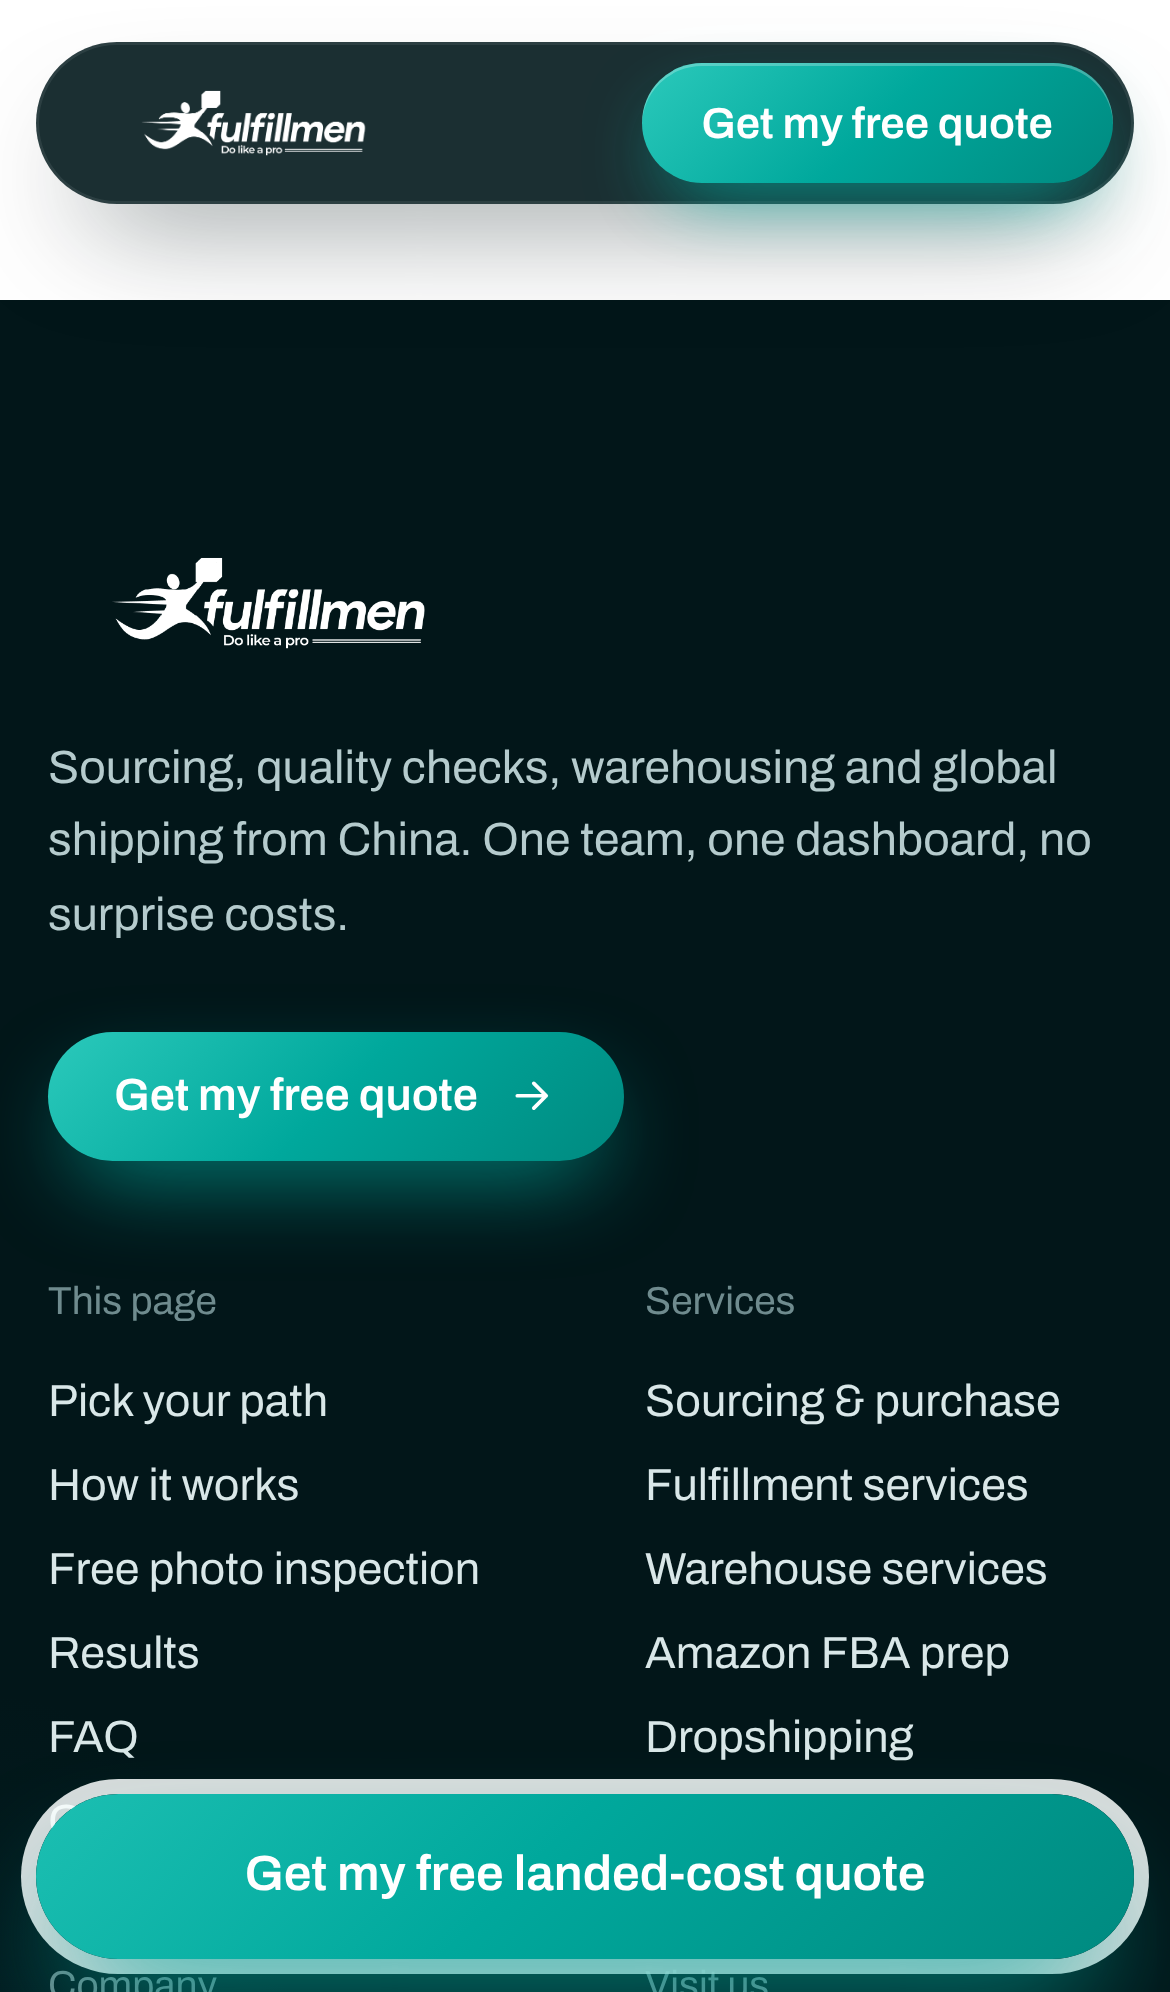 fulfillmen
Do like a pro
Get my free quote
fulfillmen
Do like a pro
Sourcing, quality checks, warehousing and global
shipping from China. One team, one dashboard, no
surprise costs.
Get my free quote →
This page
Pick your path
How it works
Free photo inspection
Results
FAQ
Services
Sourcing & purchase
Fulfillment services
Warehouse services
Amazon FBA prep
Dropshipping
Get my free landed-cost quote
Company
Visit us